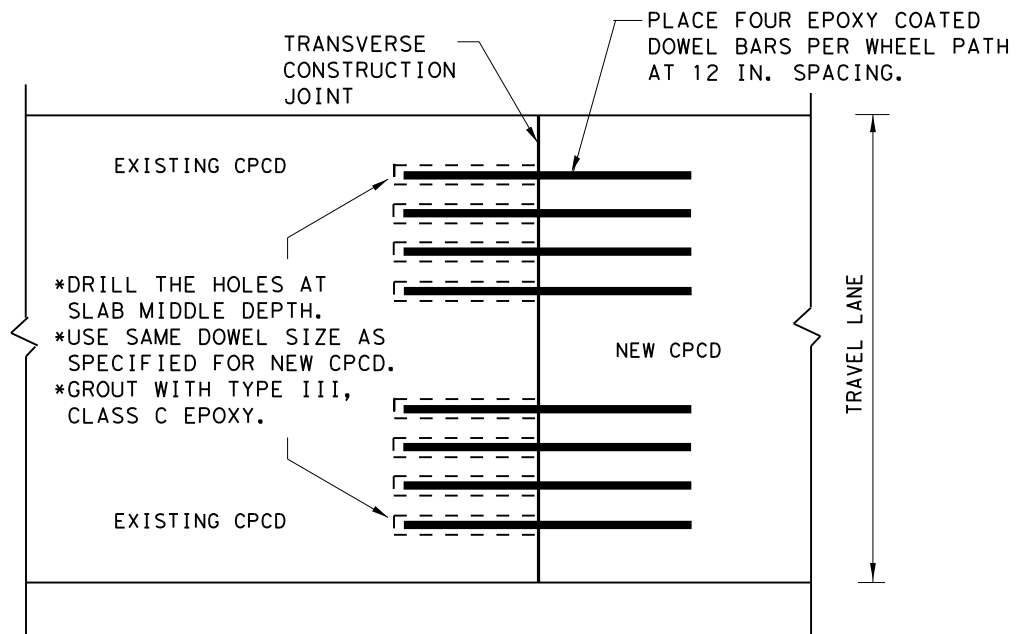 PLACE FOUR EPOXY COATED
DOWEL BARS PER WHEEL PATH
AT 12 IN. SPACING.
TRANSVERSE
CONSTRUCTION
JOINT
EXISTING CPCD
*DRILL THE HOLES AT
SLAB MIDDLE DEPTH.
*USE SAME DOWEL SIZE AS
SPECIFIED FOR NEW CPCD.
*GROUT WITH TYPE III,
CLASS C EPOXY.
NEW CPCD
TRAVEL LANE
EXISTING CPCD